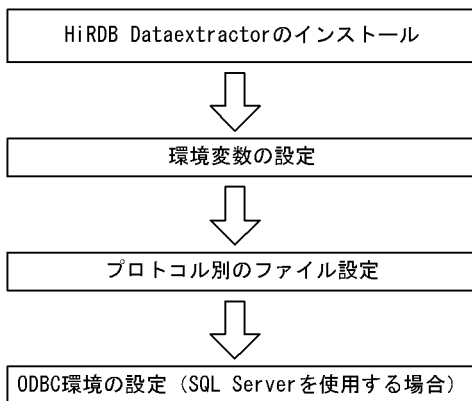 HiRDB Dataextractorのインストール
環境変数の設定
プロトコル別のファイル設定
ODBC環境の設定（SQL Serverを使用する場合）